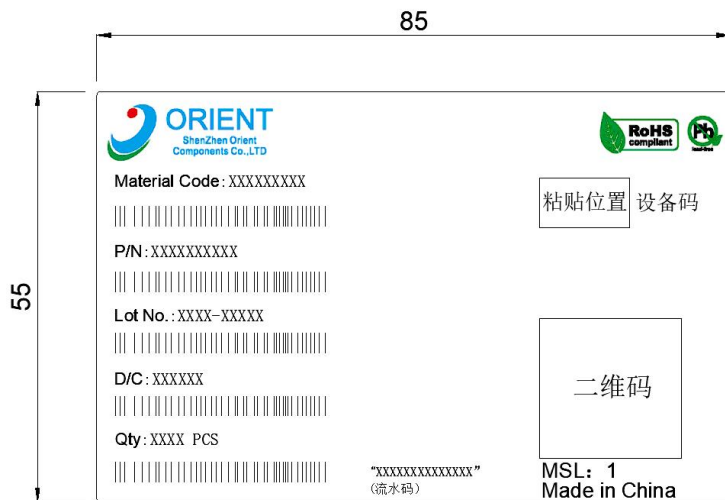 85
55
ORIENT
ShenZhen Orient
Components Co.,LTD
RoHS
compliant
Pb
lead-free
Material Code: XXXXXXXXX
粘贴位置 设备码
P/N: XXXXXXXXXX
Lot No.: XXXX-XXXXX
D/C: XXXXXX
二维码
Qty: XXXX PCS
"XXXXXXXXXXXXXX"
(流水码)
MSL: 1
Made in China